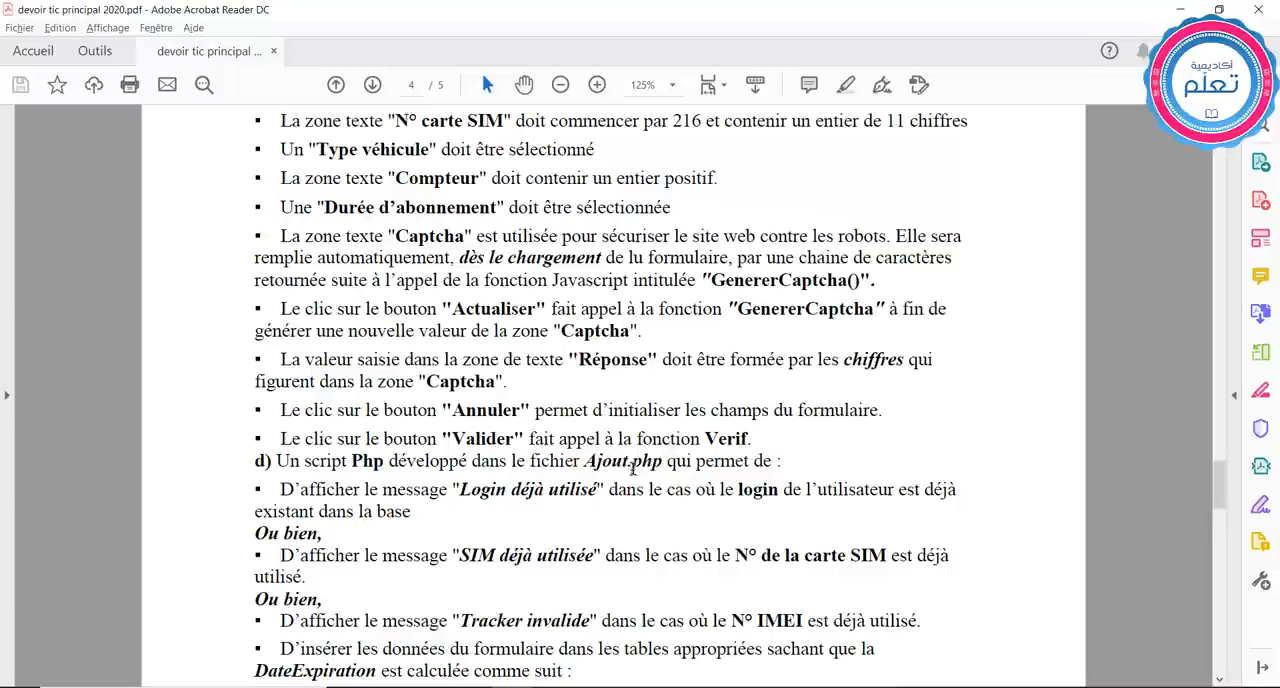 devoir tic principal 2020.pdf - Adobe Acrobat Reader DC
Fichier Edition Affichage Fenêtre Aide
Accueil Outils devoir tic principal ... ×
4 / 5 125%
أكاديمية
تعلّم
▪ La zone texte "N° carte SIM" doit commencer par 216 et contenir un entier de 11 chiffres
▪ Un "Type véhicule" doit être sélectionné
▪ La zone texte "Compteur" doit contenir un entier positif.
▪ Une "Durée d'abonnement" doit être sélectionnée
▪ La zone texte "Captcha" est utilisée pour sécuriser le site web contre les robots. Elle sera
remplie automatiquement, dès le chargement de lu formulaire, par une chaine de caractères
retournée suite à l'appel de la fonction Javascript intitulée "GenererCaptcha()".
▪ Le clic sur le bouton "Actualiser" fait appel à la fonction "GenererCaptcha" à fin de
générer une nouvelle valeur de la zone "Captcha".
▪ La valeur saisie dans la zone de texte "Réponse" doit être formée par les chiffres qui
figurent dans la zone "Captcha".
▪ Le clic sur le bouton "Annuler" permet d'initialiser les champs du formulaire.
▪ Le clic sur le bouton "Valider" fait appel à la fonction Verif.
d) Un script Php développé dans le fichier Ajout.php qui permet de :
▪ D'afficher le message "Login déjà utilisé" dans le cas où le login de l'utilisateur est déjà
existant dans la base
Ou bien,
▪ D'afficher le message "SIM déjà utilisée" dans le cas où le N° de la carte SIM est déjà
utilisé.
Ou bien,
▪ D'afficher le message "Tracker invalide" dans le cas où le N° IMEI est déjà utilisé.
▪ D'insérer les données du formulaire dans les tables appropriées sachant que la
DateExpiration est calculée comme suit :